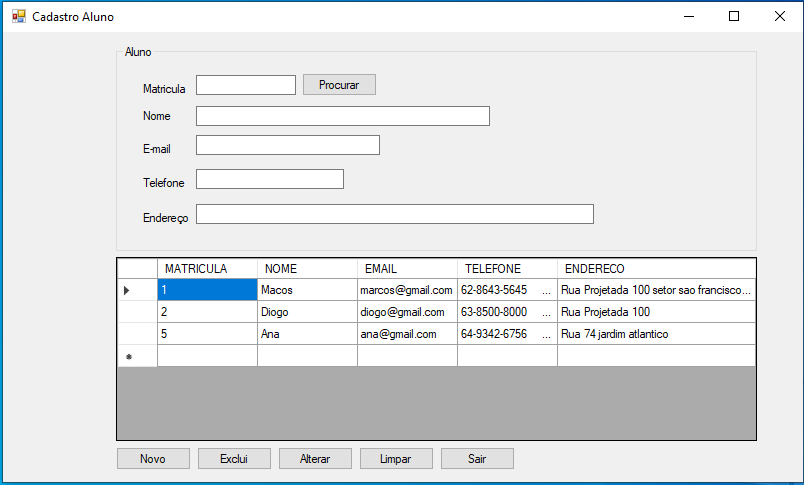 Cadastro Aluno
Aluno
Matricula
Procurar
Nome
E-mail
Telefone
Endereço
MATRICULA NOME EMAIL TELEFONE ENDERECO
1 Macos marcos@gmail.com 62-8643-5645 ... Rua Projetada 100 setor sao francisco...
2 Diogo diogo@gmail.com 63-8500-8000 ... Rua Projetada 100
5 Ana ana@gmail.com 64-9342-6756 ... Rua 74 jardim atlantico
Novo Exclui Alterar Limpar Sair